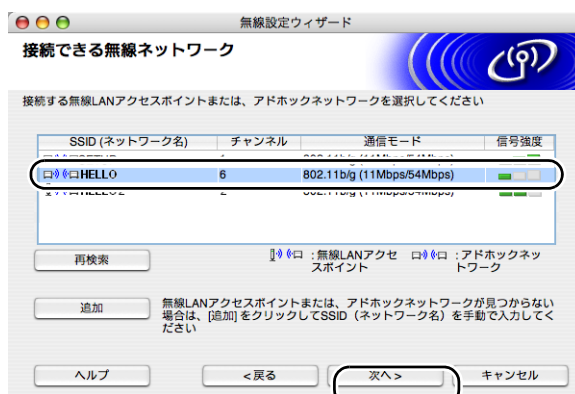 無線設定ウィザード
接続できる無線ネットワーク
接続する無線LANアクセスポイントまたは、アドホックネットワークを選択してください
SSID (ネットワーク名) チャンネル 通信モード 信号強度
HELLO 6 802.11b/g (11Mbps/54Mbps)
再検索
:無線LANアクセ
スポイント
:アドホックネッ
トワーク
追加
無線LANアクセスポイントまたは、アドホックネットワークが見つからない
場合は、[追加] をクリックしてSSID（ネットワーク名）を手動で入力してく
ださい
ヘルプ <戻る 次へ > キャンセル